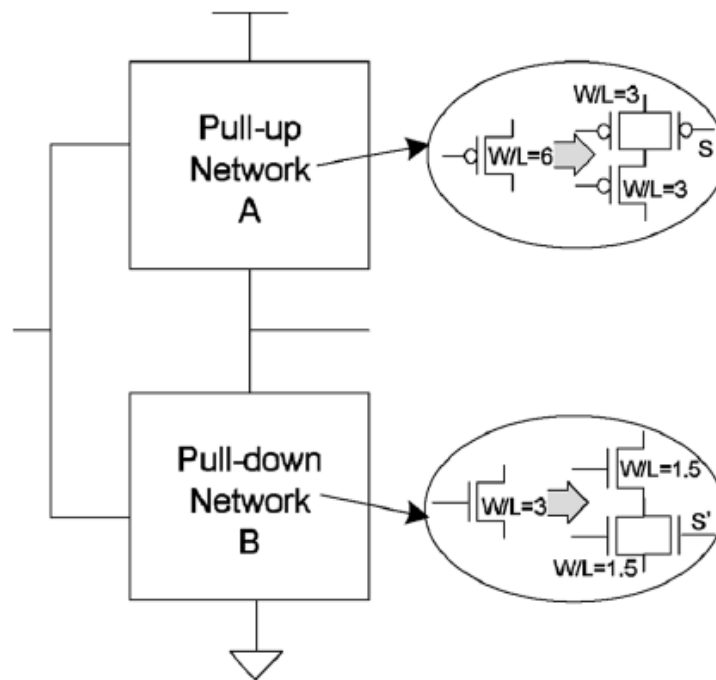 Pull-up
Network
A
W/L=6
W/L=3
S
W/L=3
Pull-down
Network
B
W/L=3
W/L=1.5
S'
W/L=1.5